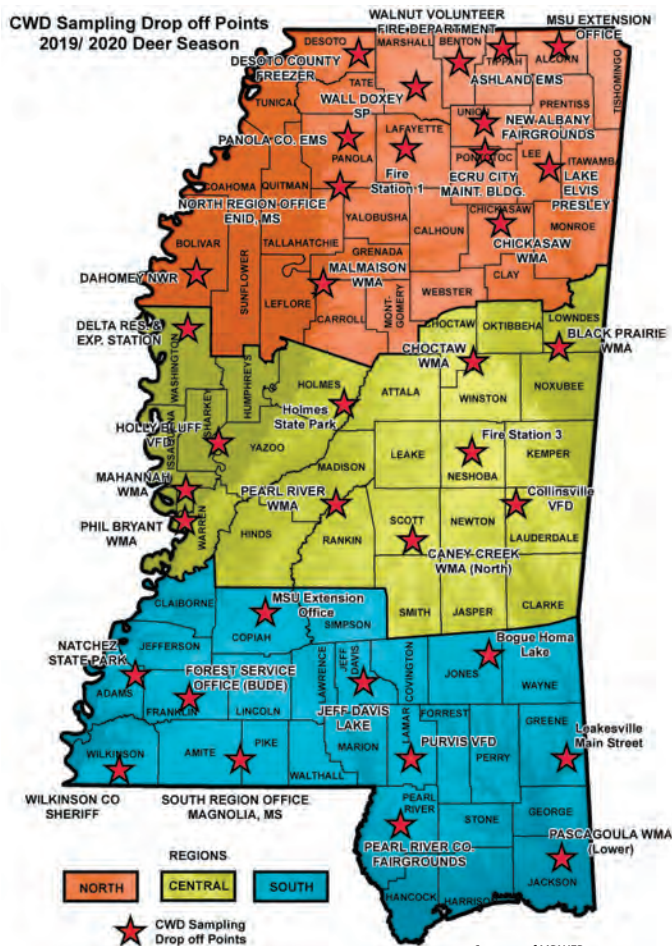 CWD Sampling Drop off Points
2019/ 2020 Deer Season
WALNUT VOLUNTEER
FIRE DEPARTMENT
MSU EXTENSION
OFFICE
DESOTO
MARSHALL
BENTON
TIPPAH
ALCORN
TISHOMINGO
DESOTO COUNTY
FREEZER
TATE
ASHLAND EMS
TUNICA
WALL DOXEY
SP
PRENTISS
UNION
NEW ALBANY
FAIRGROUNDS
PANOLA CO. EMS
PANOLA
LAFAYETTE
PONTOTOC
LEE
ITAWAMBA
Fire
Station 1
ECRU CITY
MAINT. BLDG.
LAKE
ELVIS
PRESLEY
COAHOMA
QUITMAN
NORTH REGION OFFICE
ENID, MS
YALOBUSHA
CALHOUN
CHICKASAW
MONROE
CHICKASAW
WMA
BOLIVAR
TALLAHATCHIE
GRENADA
DAHOMEY NWR
SUNFLOWER
MALMAISON
WMA
CLAY
LEFLORE
WEBSTER
CARROLL
MONT-
GOMERY
DELTA RES. &
EXP. STATION
CHOCTAW
OKTIBBEHA
LOWNDES
BLACK PRAIRIE
WMA
WASHINGTON
HUMPHREYS
CHOCTAW
WMA
HOLMES
ATTALA
WINSTON
NOXUBEE
Holmes
State Park
HOLLY BLUFF
VFD
SHARKEY
YAZOO
LEAKE
Fire Station 3
NESHOBA
KEMPER
MADISON
MAHANNAH
WMA
PEARL RIVER
WMA
Collinsville
VFD
PHIL BRYANT
WMA
WARREN
HINDS
RANKIN
SCOTT
NEWTON
LAUDERDALE
CANEY CREEK
WMA (North)
CLAIBORNE
MSU Extension
Office
COPIAH
SIMPSON
SMITH
JASPER
CLARKE
NATCHEZ
STATE PARK
JEFFERSON
Bogue Homa
Lake
ADAMS
FOREST SERVICE
OFFICE (BUDE)
FRANKLIN
LINCOLN
LAWRENCE
JEFF
DAVIS
COVINGTON
JONES
WAYNE
JEFF DAVIS
LAKE
WILKINSON
AMITE
PIKE
WALTHALL
MARION
LAMAR
FORREST
PERRY
GREENE
Leakesville
Main Street
PURVIS VFD
WILKINSON CO
SHERIFF
SOUTH REGION OFFICE
MAGNOLIA, MS
PEARL
RIVER
STONE
GEORGE
PEARL RIVER CO.
FAIRGROUNDS
PASCAGOULA WMA
(Lower)
JACKSON
HANCOCK
HARRISON
REGIONS
NORTH
CENTRAL
SOUTH
CWD Sampling
Drop off Points